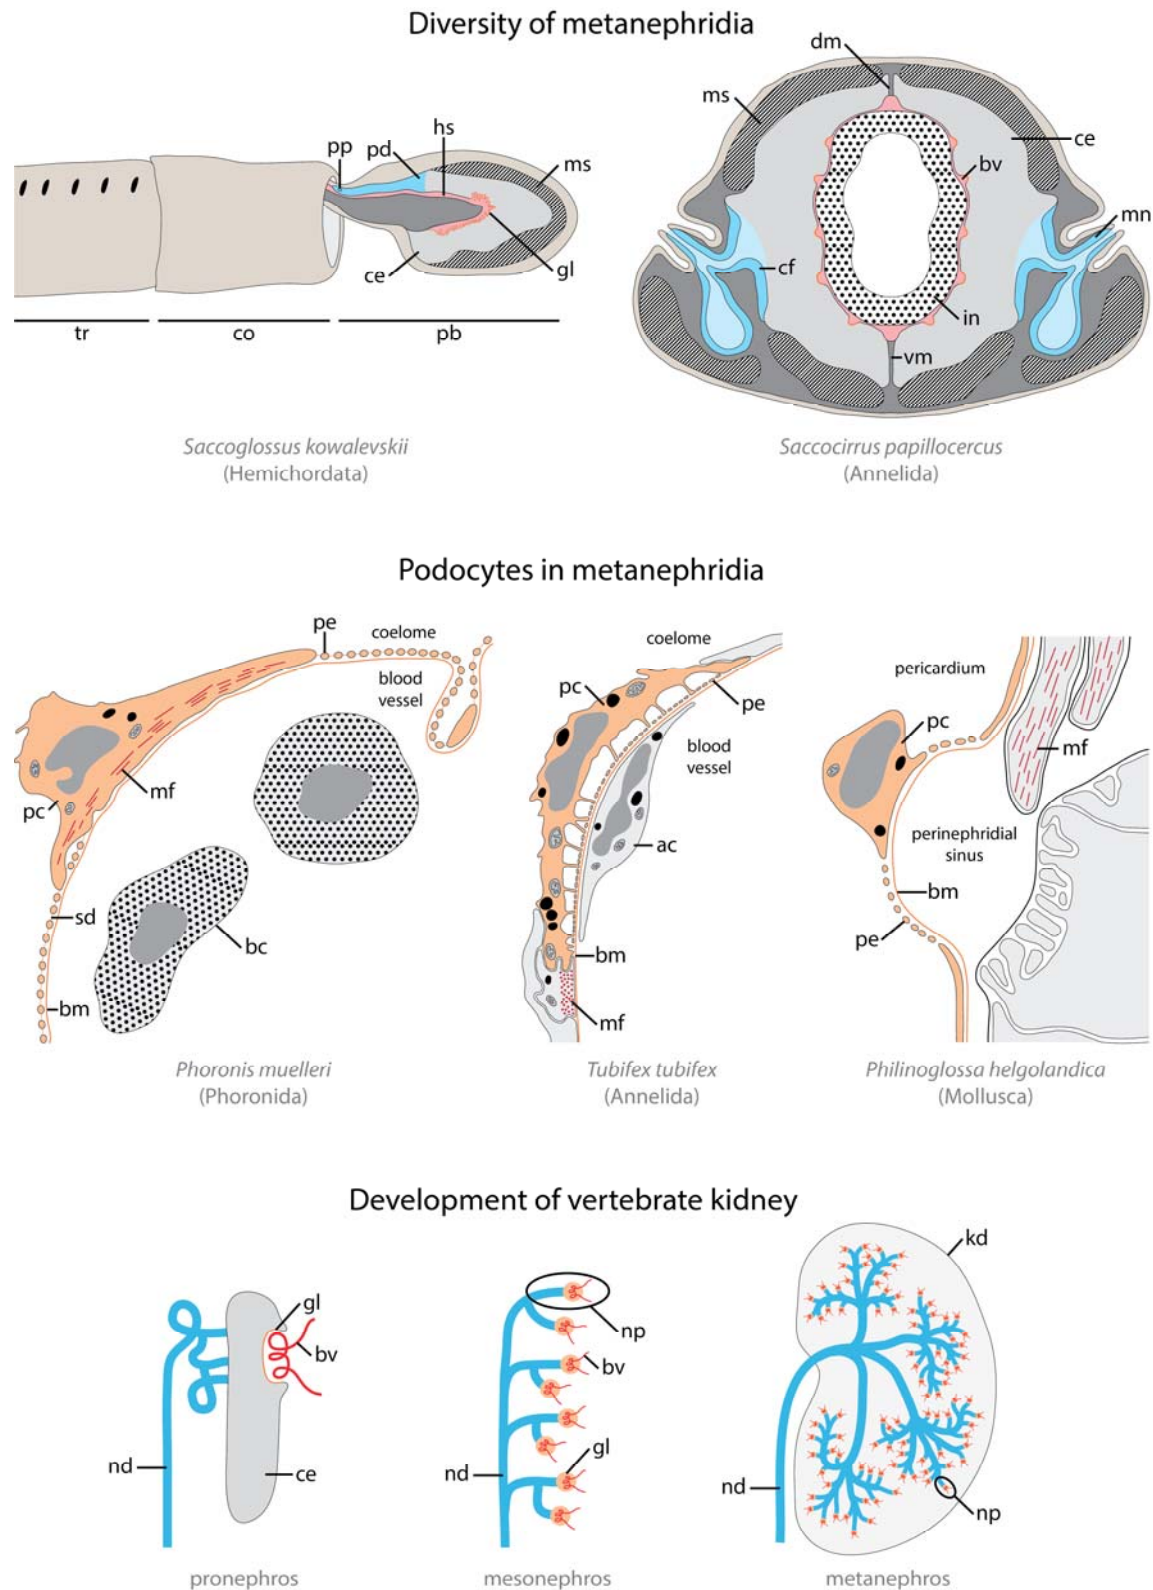 Diversity of metanephridia
pp
pd
hs
ms
ce
gl
tr
co
pb
Saccoglossus kowalevskii
(Hemichordata)
dm
ms
ce
bv
mn
cf
in
vm
Saccocirrus papillocercus
(Annelida)
Podocytes in metanephridia
pe
coelome
blood
vessel
mf
pc
sd
bc
bm
Phoronis muelleri
(Phoronida)
coelome
pc
pe
blood
vessel
ac
bm
mf
Tubifex tubifex
(Annelida)
pericardium
pc
mf
perinephridial
sinus
bm
pe
Philinoglossa helgolandica
(Mollusca)
Development of vertebrate kidney
gl
bv
nd
ce
pronephros
np
bv
gl
nd
mesonephros
kd
nd
np
metanephros